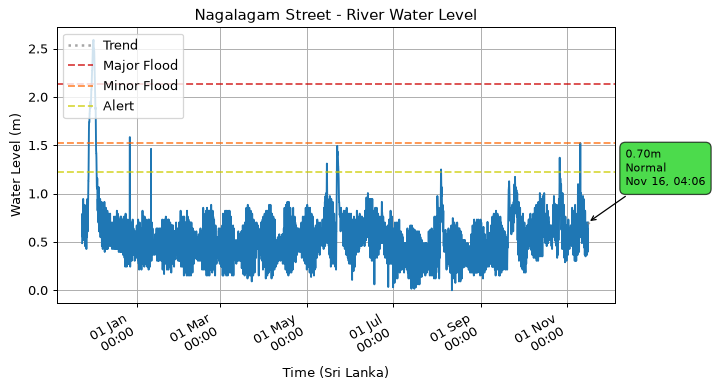 Nagalagam Street - River Water Level
Trend
Major Flood
Minor Flood
Alert
Water Level (m)
2.5
2.0
1.5
1.0
0.5
0.0
0.70m
Normal
Nov 16, 04:06
01 Jan
00:00
01 Mar
00:00
01 May
00:00
01 Jul
00:00
01 Sep
00:00
01 Nov
00:00
Time (Sri Lanka)